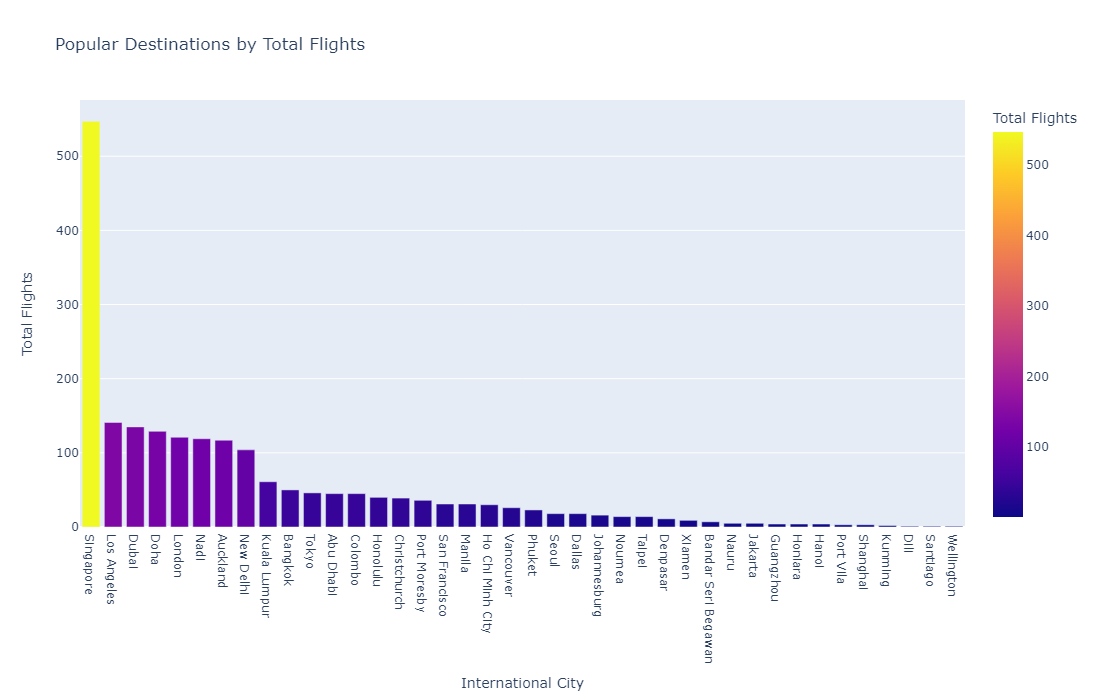 Popular Destinations by Total Flights
Total Flights
500
400
300
200
100
0
Total Flights
500
400
300
200
100
Singapore
Los Angeles
Dubai
Doha
London
Nadi
Auckland
New Delhi
Kuala Lumpur
Bangkok
Tokyo
Abu Dhabi
Colombo
Honolulu
Christchurch
Port Moresby
San Francisco
Manila
Ho Chi Minh City
Vancouver
Phuket
Seoul
Dallas
Johannesburg
Noumea
Taipei
Denpasar
Xiamen
Bandar Seri Begawan
Nauru
Jakarta
Guangzhou
Honiara
Hanoi
Port Vila
Shanghai
Kunming
Dili
Santiago
Wellington
International City